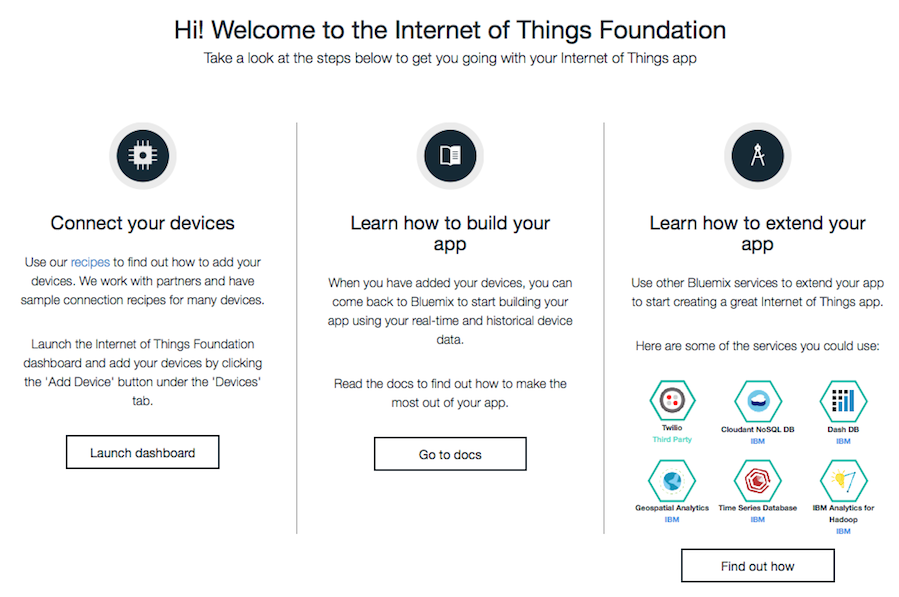 Hi! Welcome to the Internet of Things Foundation
Take a look at the steps below to get you going with your Internet of Things app
Connect your devices
Use our recipes to find out how to add your
devices. We work with partners and have
sample connection recipes for many devices.
Launch the Internet of Things Foundation
dashboard and add your devices by clicking
the 'Add Device' button under the 'Devices'
tab.
Launch dashboard
Learn how to build your
app
When you have added your devices, you can
come back to Bluemix to start building your
app using your real-time and historical device
data.
Read the docs to find out how to make the
most out of your app.
Go to docs
Learn how to extend your
app
Use other Bluemix services to extend your app
to start creating a great Internet of Things app.
Here are some of the services you could use:
Twilio
Third Party
Cloudant NoSQL DB
IBM
Dash DB
IBM
Geospatial Analytics
IBM
Time Series Database
IBM
IBM Analytics for
Hadoop
IBM
Find out how